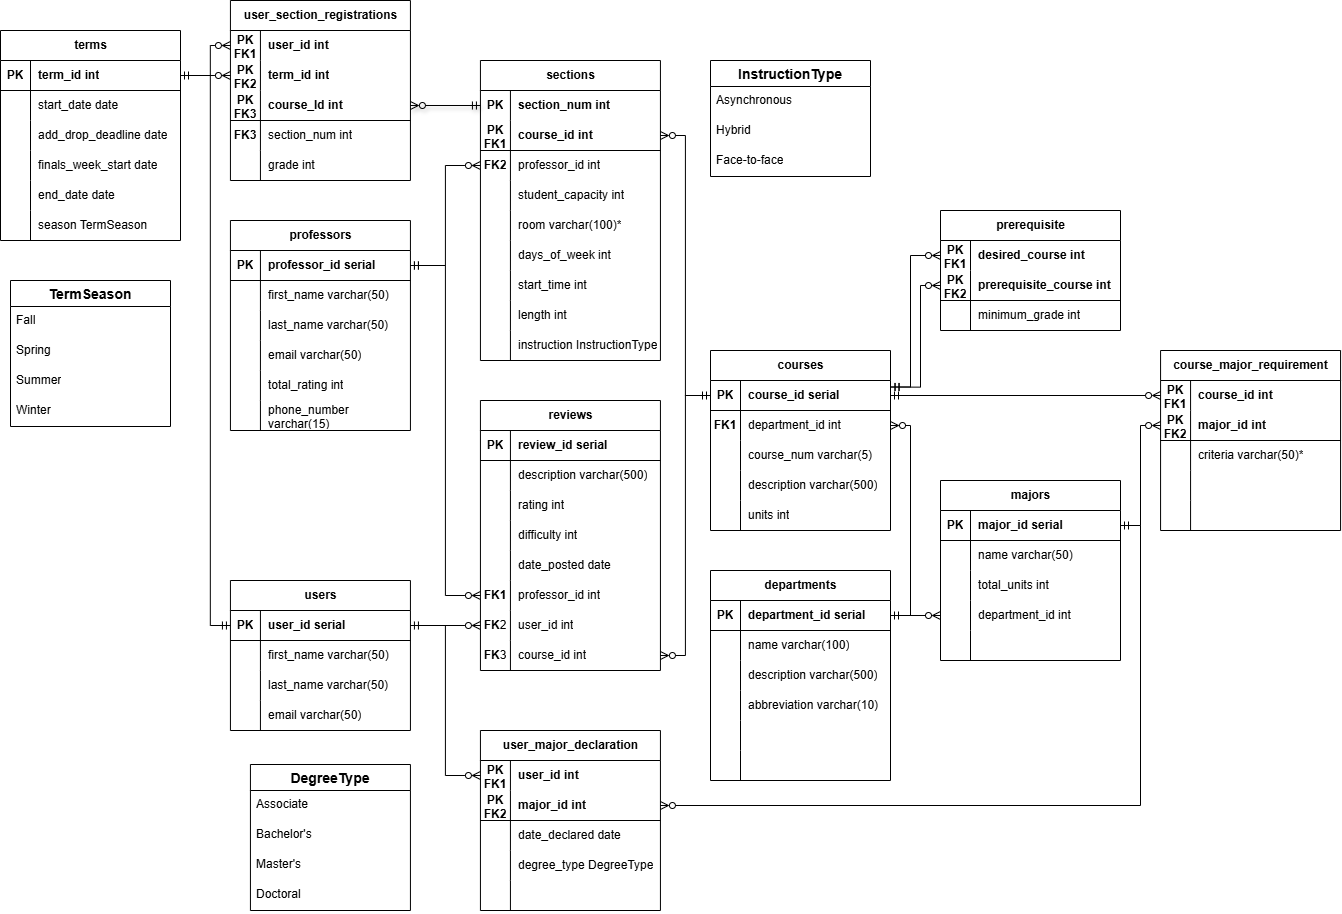 terms
PK term_id int
start_date date
add_drop_deadline date
finals_week_start date
end_date date
season TermSeason
TermSeason
Fall
Spring
Summer
Winter
user_section_registrations
PK
FK1 user_id int
PK
FK2 term_id int
PK
FK3 course_Id int
FK3 section_num int
grade int
professors
PK professor_id serial
first_name varchar(50)
last_name varchar(50)
email varchar(50)
total_rating int
phone_number
varchar(15)
users
PK user_id serial
first_name varchar(50)
last_name varchar(50)
email varchar(50)
DegreeType
Associate
Bachelor's
Master's
Doctoral
sections
PK section_num int
PK
FK1 course_id int
FK2 professor_id int
student_capacity int
room varchar(100)*
days_of_week int
start_time int
length int
instruction InstructionType
reviews
PK review_id serial
description varchar(500)
rating int
difficulty int
date_posted date
FK1 professor_id int
FK2 user_id int
FK3 course_id int
user_major_declaration
PK
FK1 user_id int
PK
FK2 major_id int
date_declared date
degree_type DegreeType
InstructionType
Asynchronous
Hybrid
Face-to-face
courses
PK course_id serial
FK1 department_id int
course_num varchar(5)
description varchar(500)
units int
departments
PK department_id serial
name varchar(100)
description varchar(500)
abbreviation varchar(10)
prerequisite
PK
FK1 desired_course int
PK
FK2 prerequisite_course int
minimum_grade int
majors
PK major_id serial
name varchar(50)
total_units int
department_id int
course_major_requirement
PK
FK1 course_id int
PK
FK2 major_id int
criteria varchar(50)*